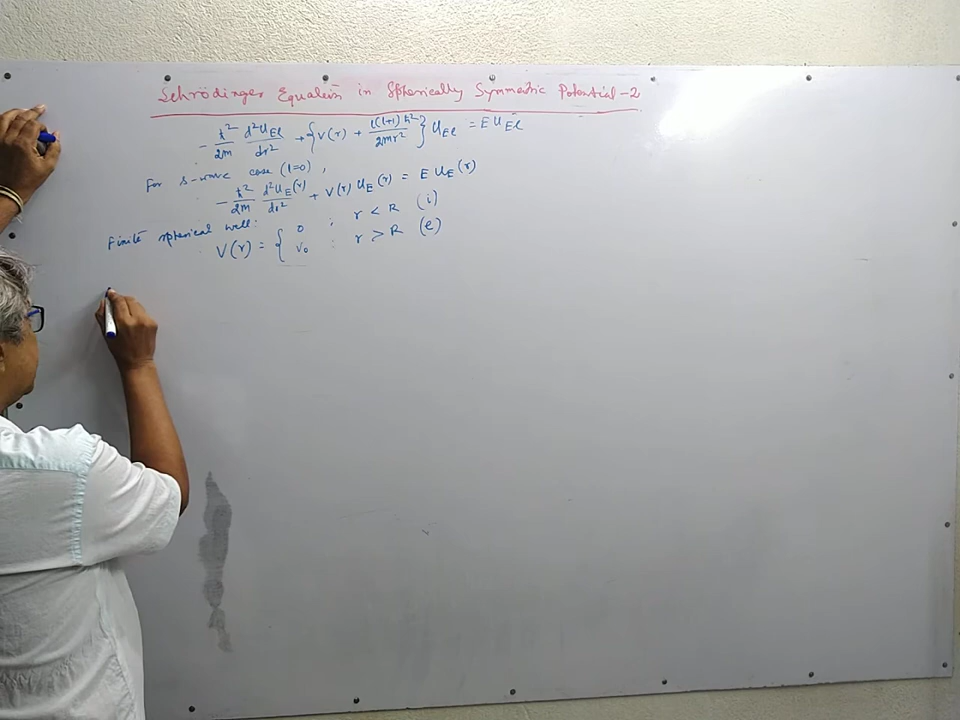 Schrödinger Equation in Spherically Symmetric Potential - 2
- ħ²/2m d²U_El/dr² + {V(r) + l(l+1)ħ²/2mr²} U_El = E U_El
For s-wave case (l=0),
- ħ²/2m d²U_E(r)/dr² + V(r) U_E(r) = E U_E(r)
Finite spherical well:
V(r) = { 0 ; r < R (i)
V₀ : r > R (e)